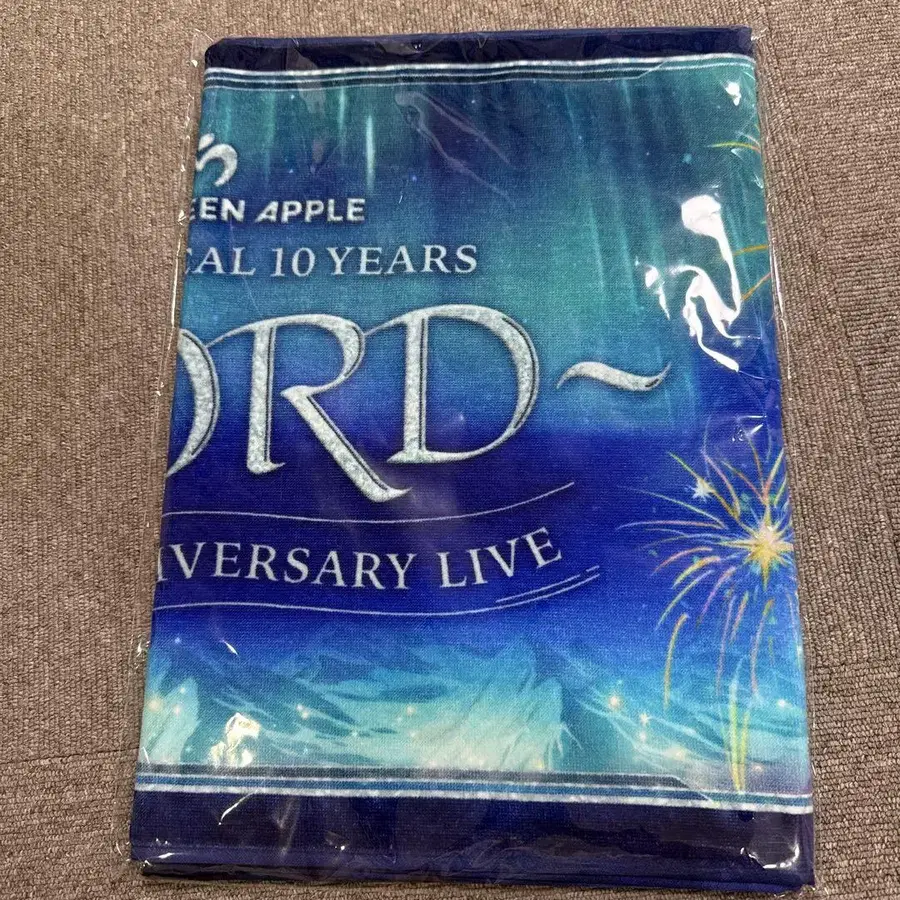 EEN APPLE
CAL 10 YEARS
ORD~
IVERSARY LIVE